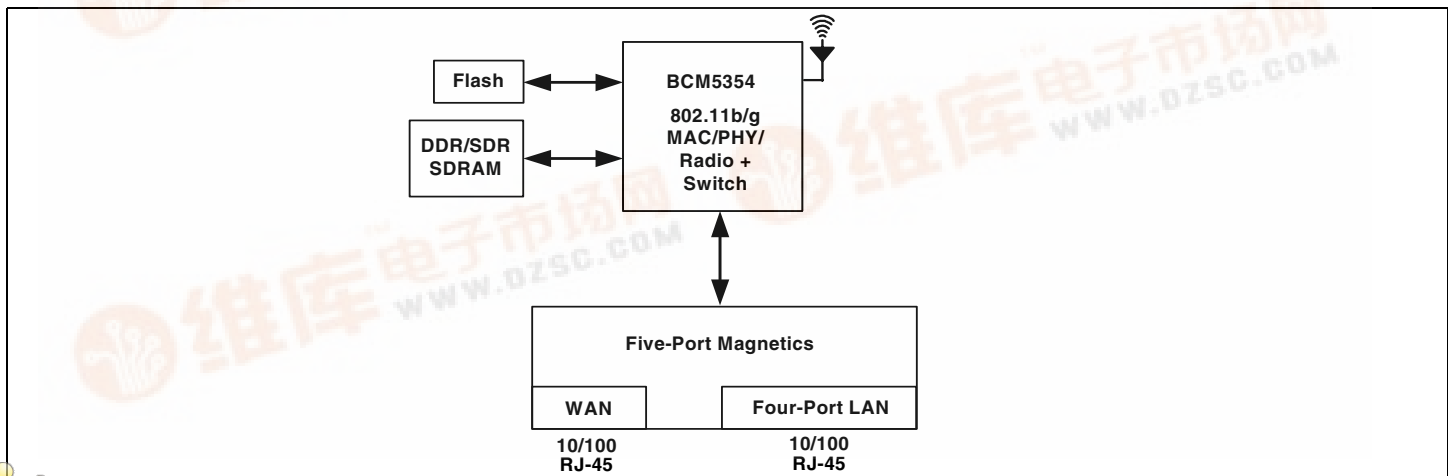 Flash
DDR/SDR
SDRAM
BCM5354
802.11b/g
MAC/PHY/
Radio +
Switch
Five-Port Magnetics
WAN
Four-Port LAN
10/100
RJ-45
10/100
RJ-45
维库电子市场网
WWW.DZSC.COM
维库电子市场网
WWW.DZSC.COM